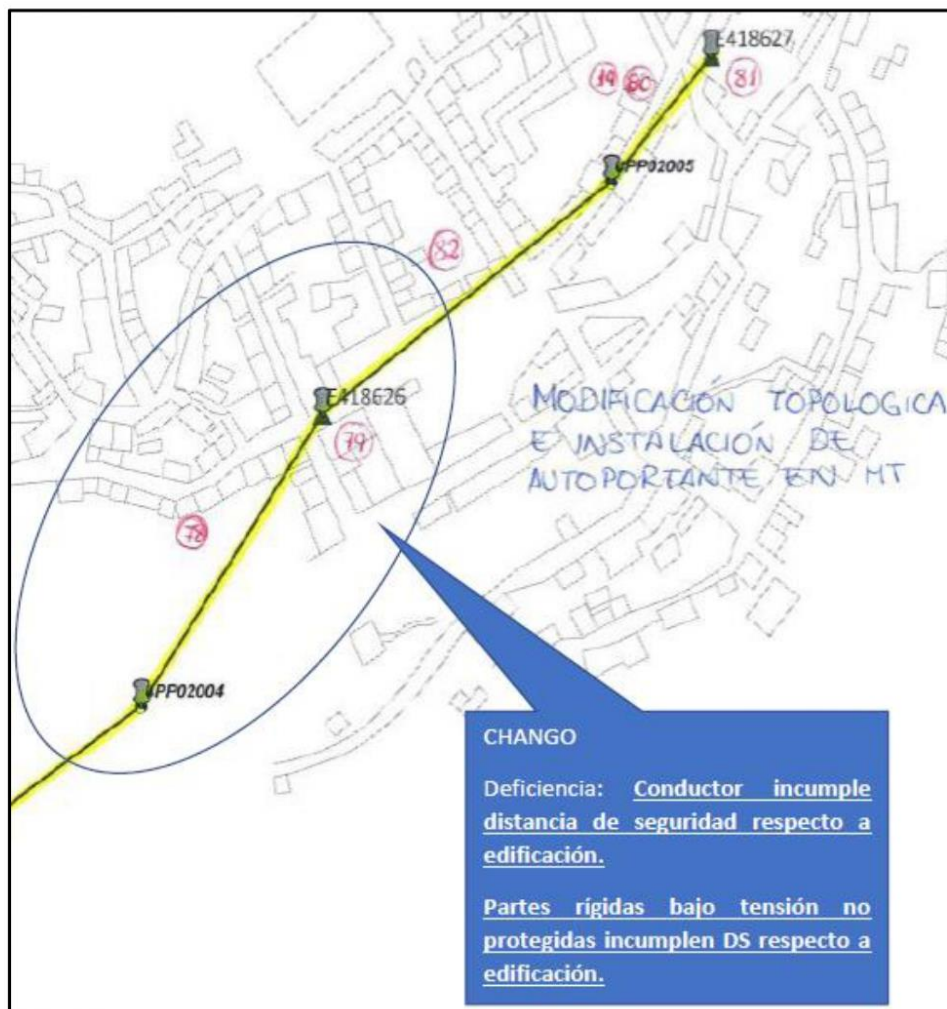 E418627
19 80 81
PP02005
82
E418626
MODIFICACIÓN TOPOLOGICA
E INSTALACIÓN DE
AUTOPORTANTE EN MT
79
78
PP02004
CHANGO
Deficiencia: Conductor incumple
distancia de seguridad respecto a
edificación.
Partes rígidas bajo tensión no
protegidas incumplen DS respecto a
edificación.